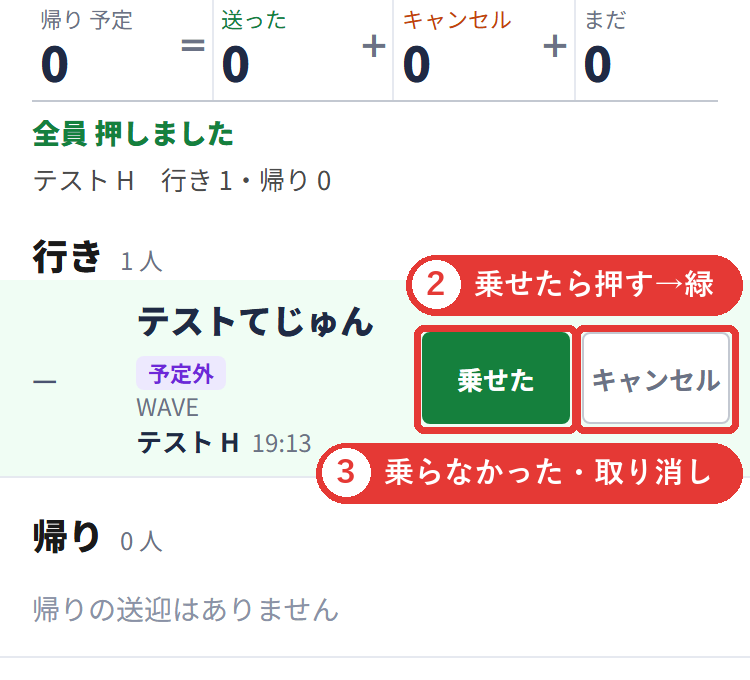 帰り 予定
送った
キャンセル
まだ
0 = 0 + 0 + 0
全員 押しました
テスト H　行き 1・帰り 0
行き 1 人
② 乗せたら押す→緑
テストてじゅん
予定外
WAVE
テスト H 19:13
—
乗せた
キャンセル
③ 乗らなかった・取り消し
帰り 0 人
帰りの送迎はありません